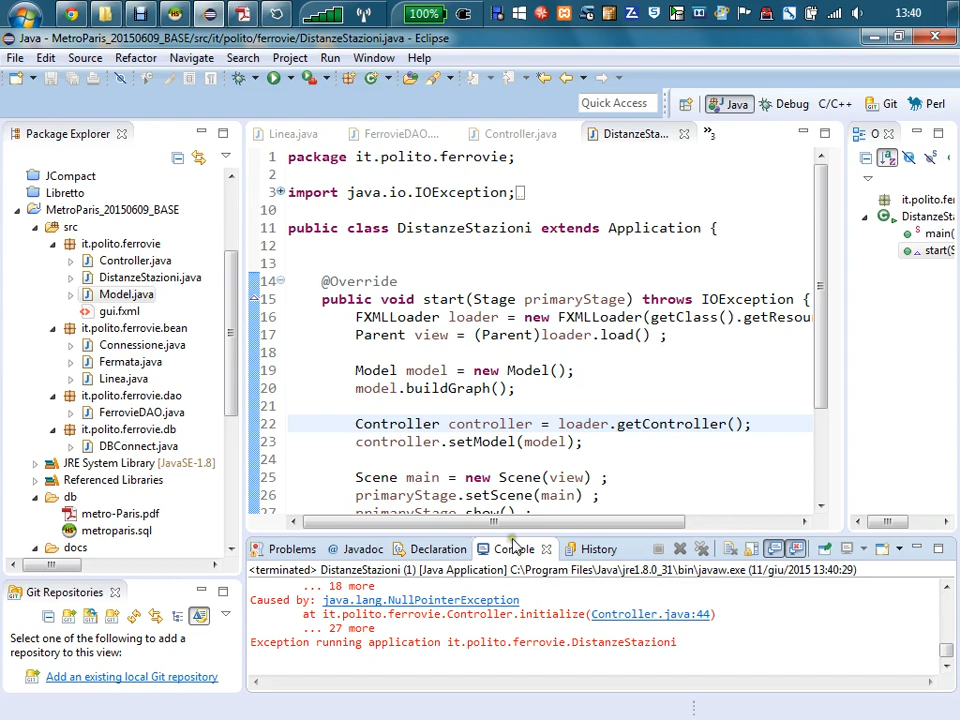 100%
13:40
Java - MetroParis_20150609_BASE/src/it/polito/ferrovie/DistanzeStazioni.java - Eclipse
File Edit Source Refactor Navigate Search Project Run Window Help
Quick Access
Java Debug C/C++ Git Perl
Package Explorer
JCompact
Libretto
MetroParis_20150609_BASE
src
it.polito.ferrovie
Controller.java
DistanzeStazioni.java
Model.java
gui.fxml
it.polito.ferrovie.bean
Connessione.java
Fermata.java
Linea.java
it.polito.ferrovie.dao
FerrovieDAO.java
it.polito.ferrovie.db
DBConnect.java
JRE System Library [JavaSE-1.8]
Referenced Libraries
db
metro-Paris.pdf
metroparis.sql
docs
Git Repositories
Select one of the following to add a
repository to this view:
Add an existing local Git repository
Linea.java FerrovieDAO.... Controller.java DistanzeSta... »3
1 package it.polito.ferrovie;
2
3 import java.io.IOException;
10
11 public class DistanzeStazioni extends Application {
12
13
14 @Override
15 public void start(Stage primaryStage) throws IOException {
16 FXMLLoader loader = new FXMLLoader(getClass().getResou
17 Parent view = (Parent)loader.load() ;
18
19 Model model = new Model();
20 model.buildGraph();
21
22 Controller controller = loader.getController();
23 controller.setModel(model);
24
25 Scene main = new Scene(view) ;
26 primaryStage.setScene(main) ;
27 primaryStage.show() ;
O
it.polito.fer
DistanzeSt
main(
start(S
Problems @ Javadoc Declaration Console History
<terminated> DistanzeStazioni (1) [Java Application] C:\Program Files\Java\jre1.8.0_31\bin\javaw.exe (11/giu/2015 13:40:29)
... 18 more
Caused by: java.lang.NullPointerException
at it.polito.ferrovie.Controller.initialize(Controller.java:44)
... 27 more
Exception running application it.polito.ferrovie.DistanzeStazioni